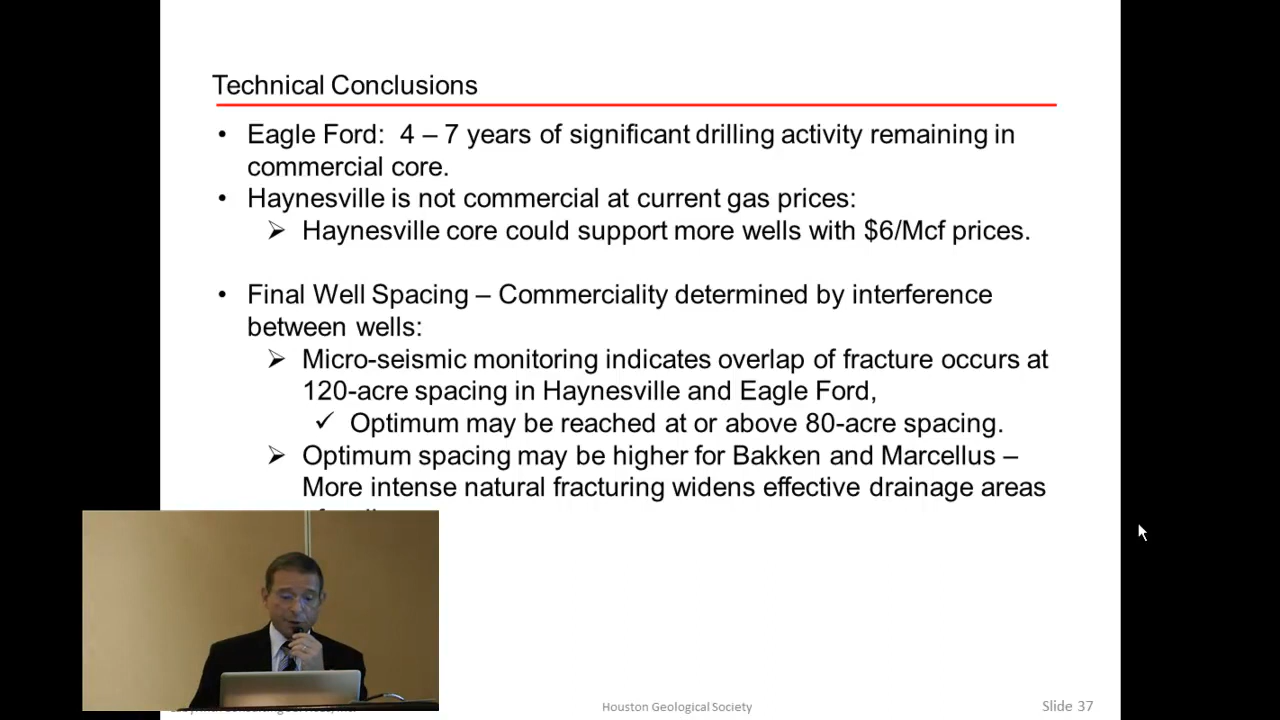 Technical Conclusions
• Eagle Ford: 4 – 7 years of significant drilling activity remaining in
commercial core.
• Haynesville is not commercial at current gas prices:
➢ Haynesville core could support more wells with $6/Mcf prices.
• Final Well Spacing – Commerciality determined by interference
between wells:
➢ Micro-seismic monitoring indicates overlap of fracture occurs at
120-acre spacing in Haynesville and Eagle Ford,
✓ Optimum may be reached at or above 80-acre spacing.
➢ Optimum spacing may be higher for Bakken and Marcellus –
More intense natural fracturing widens effective drainage areas
Houston Geological Society
Slide 37